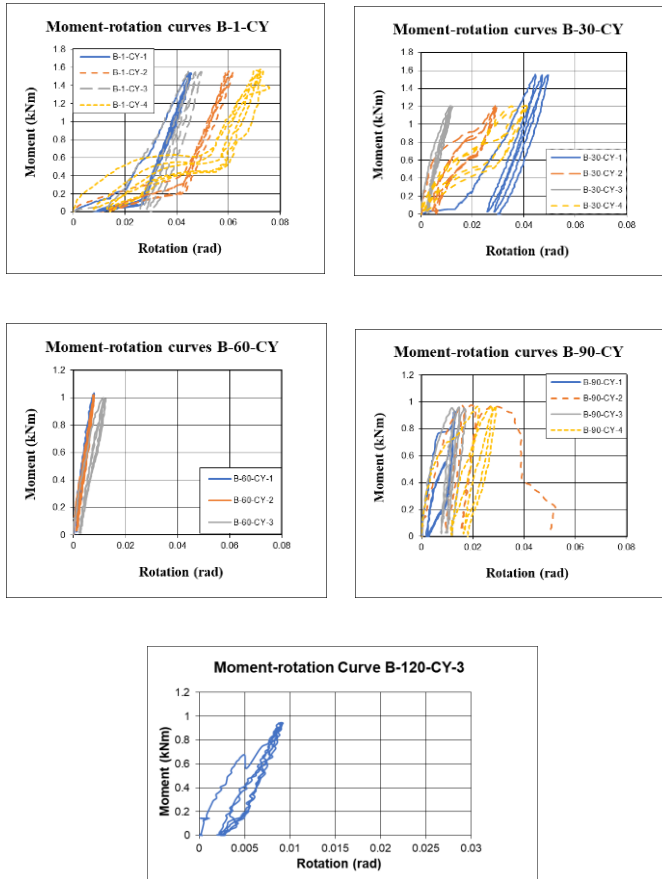 Moment-rotation curves B-1-CY
Moment (kNm)
1.8
1.6
1.4
1.2
1
0.8
0.6
0.4
0.2
0
B-1-CY-1
B-1-CY-2
B-1-CY-3
B-1-CY-4
0 0.02 0.04 0.06 0.08
Rotation (rad)
Moment-rotation curves B-30-CY
Moment (kNm)
1.8
1.6
1.4
1.2
1
0.8
0.6
0.4
0.2
0
B-30-CY-1
B-30-CY-2
B-30-CY-3
B-30-CY-4
0 0.02 0.04 0.06 0.08
Rotation (rad)
Moment-rotation curves B-60-CY
Moment (kNm)
1.2
1
0.8
0.6
0.4
0.2
0
B-60-CY-1
B-60-CY-2
B-60-CY-3
0 0.02 0.04 0.06 0.08
Rotation (rad)
Moment-rotation curves B-90-CY
Moment (kNm)
1.2
1
0.8
0.6
0.4
0.2
0
B-90-CY-1
B-90-CY-2
B-90-CY-3
B-90-CY-4
0 0.02 0.04 0.06 0.08
Rotation (rad)
Moment-rotation Curve B-120-CY-3
Moment (kNm)
1.2
1
0.8
0.6
0.4
0.2
0
0 0.005 0.01 0.015 0.02 0.025 0.03
Rotation (rad)